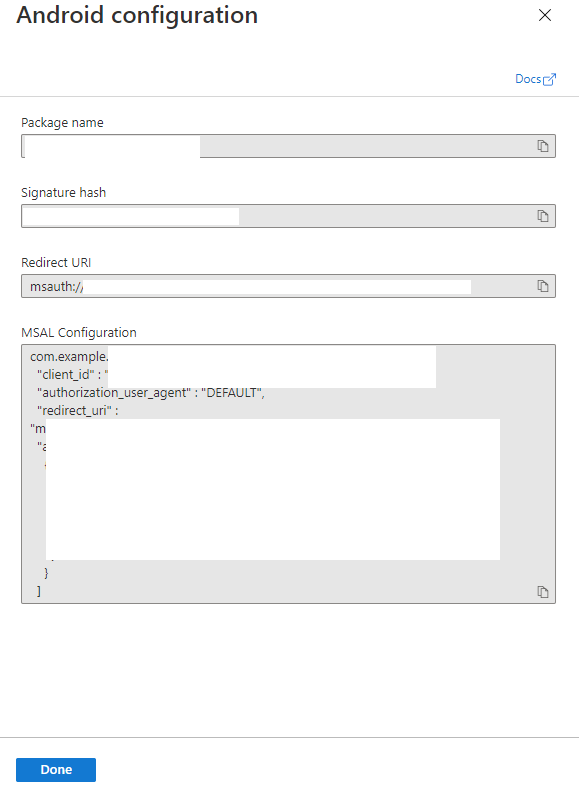 Android configuration
Docs
Package name
Signature hash
Redirect URI
msauth://
MSAL Configuration
com.example.
"client_id" : "
"authorization_user_agent" : "DEFAULT",
"redirect_uri" :
"m
"a
}
]
Done